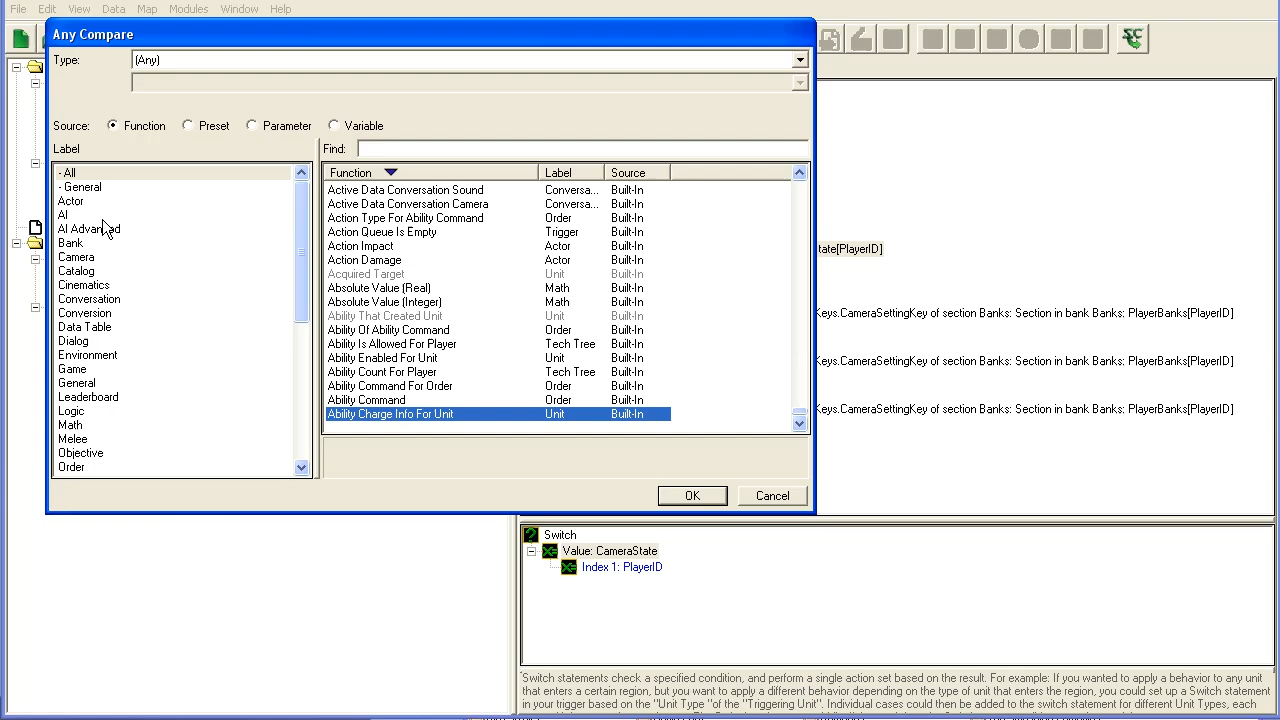 File Edit View Data Map Modules Window Help
Any Compare
Type: (Any)
Source: Function Preset Parameter Variable
Label
Find:
- All
- General
Actor
AI
AI Advanced
Bank
Camera
Catalog
Cinematics
Conversation
Conversion
Data Table
Dialog
Environment
Game
General
Leaderboard
Logic
Math
Melee
Objective
Order
Function Label Source
Active Data Conversation Sound Conversa... Built-In
Active Data Conversation Camera Conversa... Built-In
Action Type For Ability Command Order Built-In
Action Queue Is Empty Trigger Built-In
Action Impact Actor Built-In
Action Damage Actor Built-In
Acquired Target Unit Built-In
Absolute Value (Real) Math Built-In
Absolute Value (Integer) Math Built-In
Ability That Created Unit Unit Built-In
Ability Of Ability Command Order Built-In
Ability Is Allowed For Player Tech Tree Built-In
Ability Enabled For Unit Unit Built-In
Ability Count For Player Tech Tree Built-In
Ability Command For Order Order Built-In
Ability Command Order Built-In
Ability Charge Info For Unit Unit Built-In
OK Cancel
tate[PlayerID]
Keys.CameraSettingKey of section Banks: Section in bank Banks: PlayerBanks[PlayerID]
Keys.CameraSettingKey of section Banks: Section in bank Banks: PlayerBanks[PlayerID]
Keys.CameraSettingKey of section Banks: Section in bank Banks: PlayerBanks[PlayerID]
Switch
Value: CameraState
Index 1: PlayerID
Switch statements check a specified condition, and perform a single action set based on the result. For example: If you wanted to apply a behavior to any unit
that enters a certain region, but you want to apply a different behavior depending on the type of unit that enters the region, you could set up a Switch statement
in your trigger based on the "Unit Type "of the "Triggering Unit". Individual cases could then be added to the switch statement for different Unit Types, each